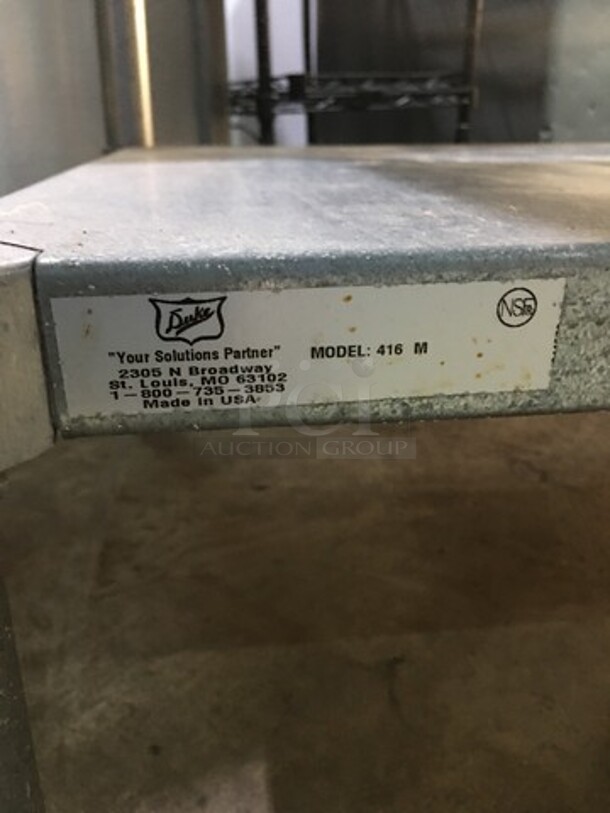 Duke
"Your Solutions Partner"
2305 N Broadway
St. Louis, MO 63102
1-800-735-3853
Made In USA
MODEL: 416 M
NSF
PCI
AUCTION GROUP